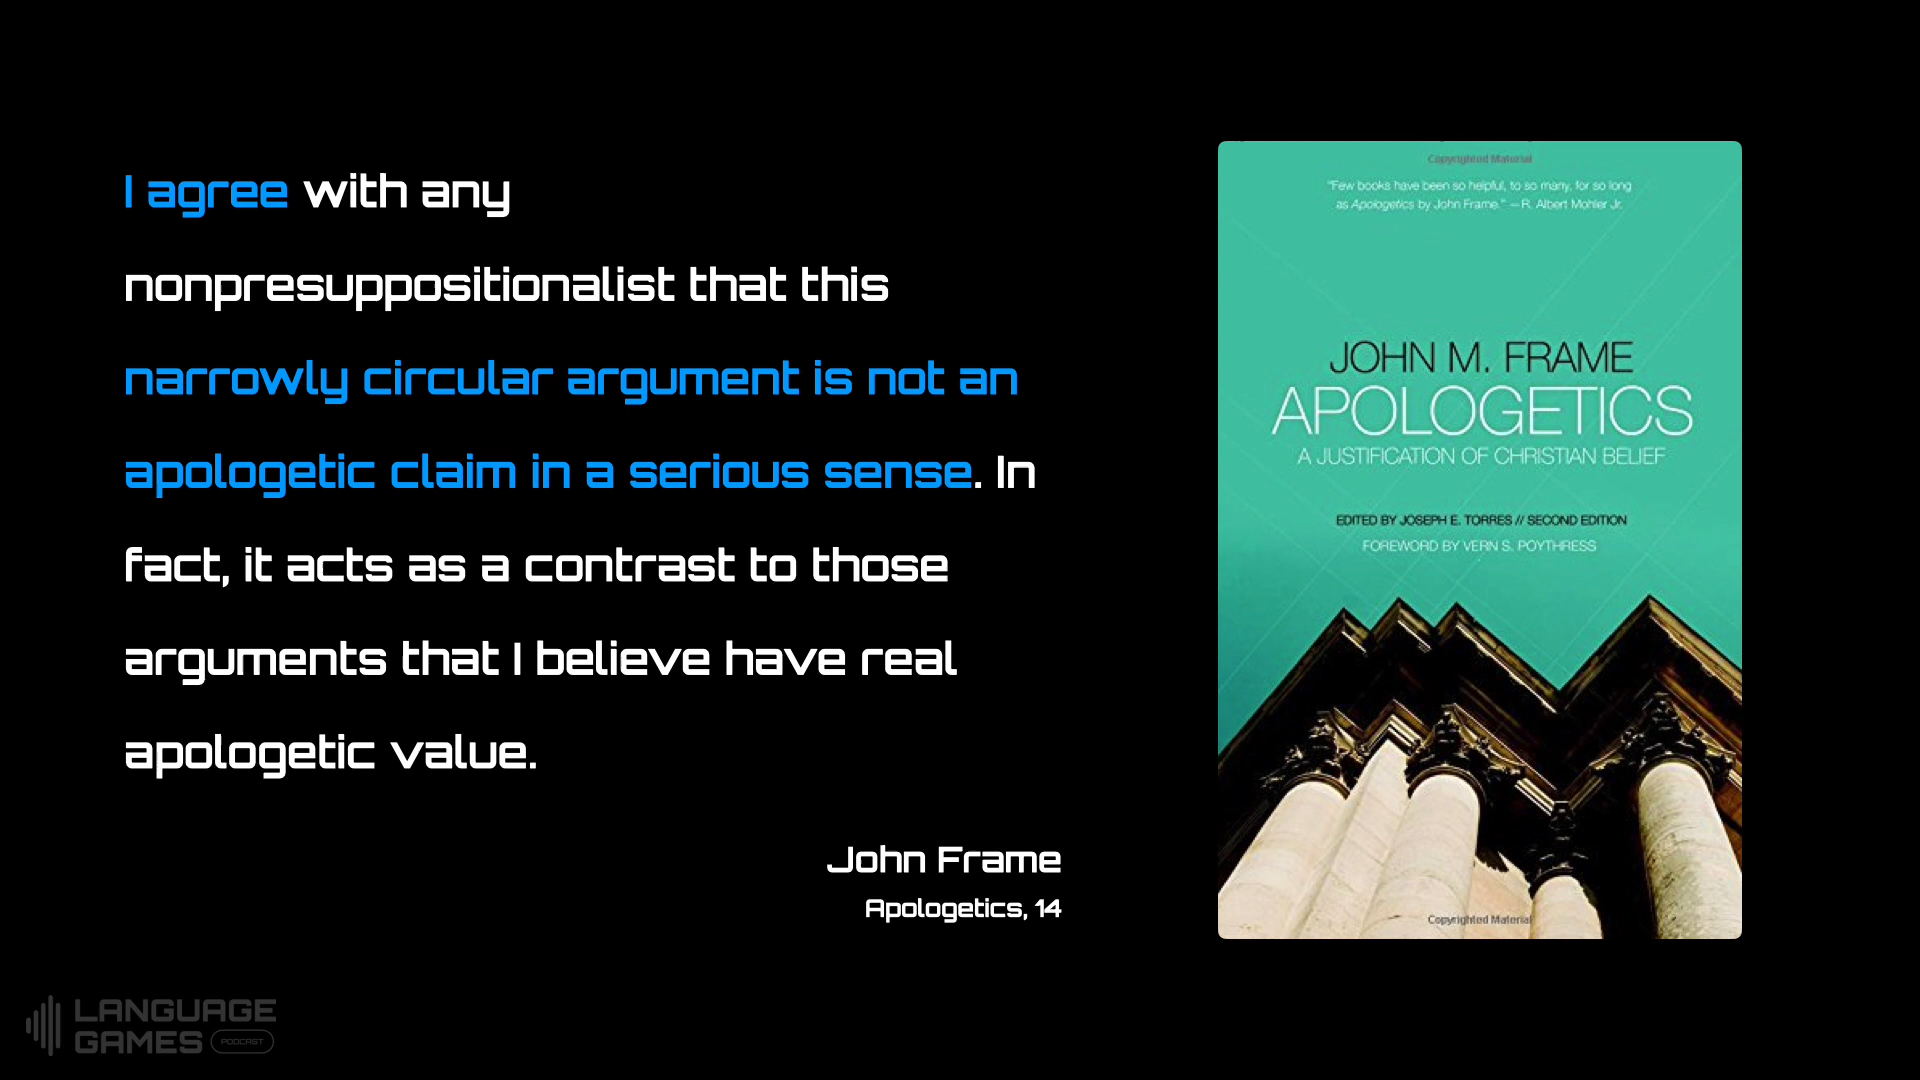 I agree with any
nonpresuppositionalist that this
narrowly circular argument is not an
apologetic claim in a serious sense. In
fact, it acts as a contrast to those
arguments that I believe have real
apologetic value.
John Frame
Apologetics, 14
Copyrighted Material
"Few books have been so helpful, to so many, for so long
as Apologetics by John Frame." —R. Albert Mohler Jr.
JOHN M. FRAME
APOLOGETICS
A JUSTIFICATION OF CHRISTIAN BELIEF
EDITED BY JOSEPH E. TORRES // SECOND EDITION
FOREWORD BY VERN S. POYTHRESS
Copyrighted Material
LANGUAGE
GAMES PODCAST